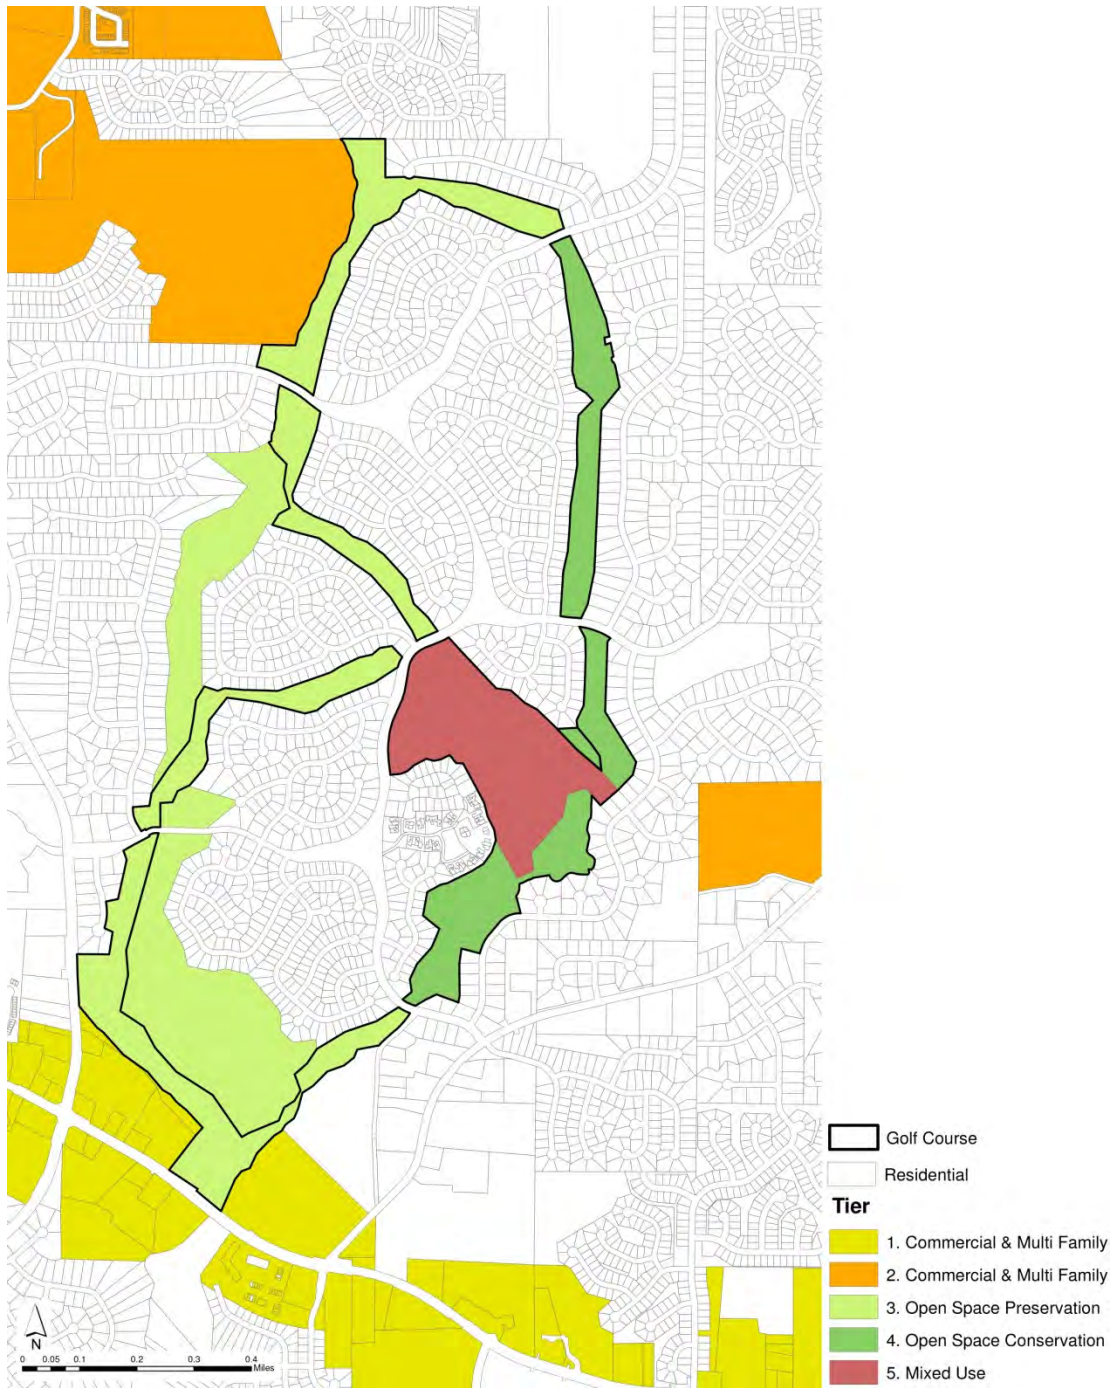 Golf Course
Residential
Tier
1. Commercial & Multi Family
2. Commercial & Multi Family
3. Open Space Preservation
4. Open Space Conservation
5. Mixed Use
N
0 0.05 0.1 0.2 0.3 0.4
Miles